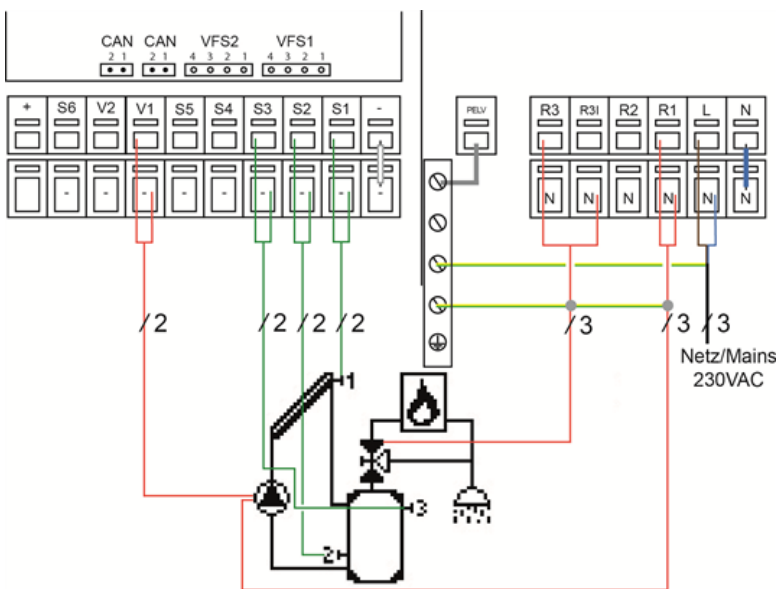 CAN CAN VFS2 VFS1
2 1 2 1 4 3 2 1 4 3 2 1
+ S6 V2 V1 S5 S4 S3 S2 S1 -
- - - - - - - - -
PELV
R3 R3I R2 R1 L N
N N N N N N
/2 /2 /2 /2
/3 /3 /3
Netz/Mains
230VAC
1
3
2